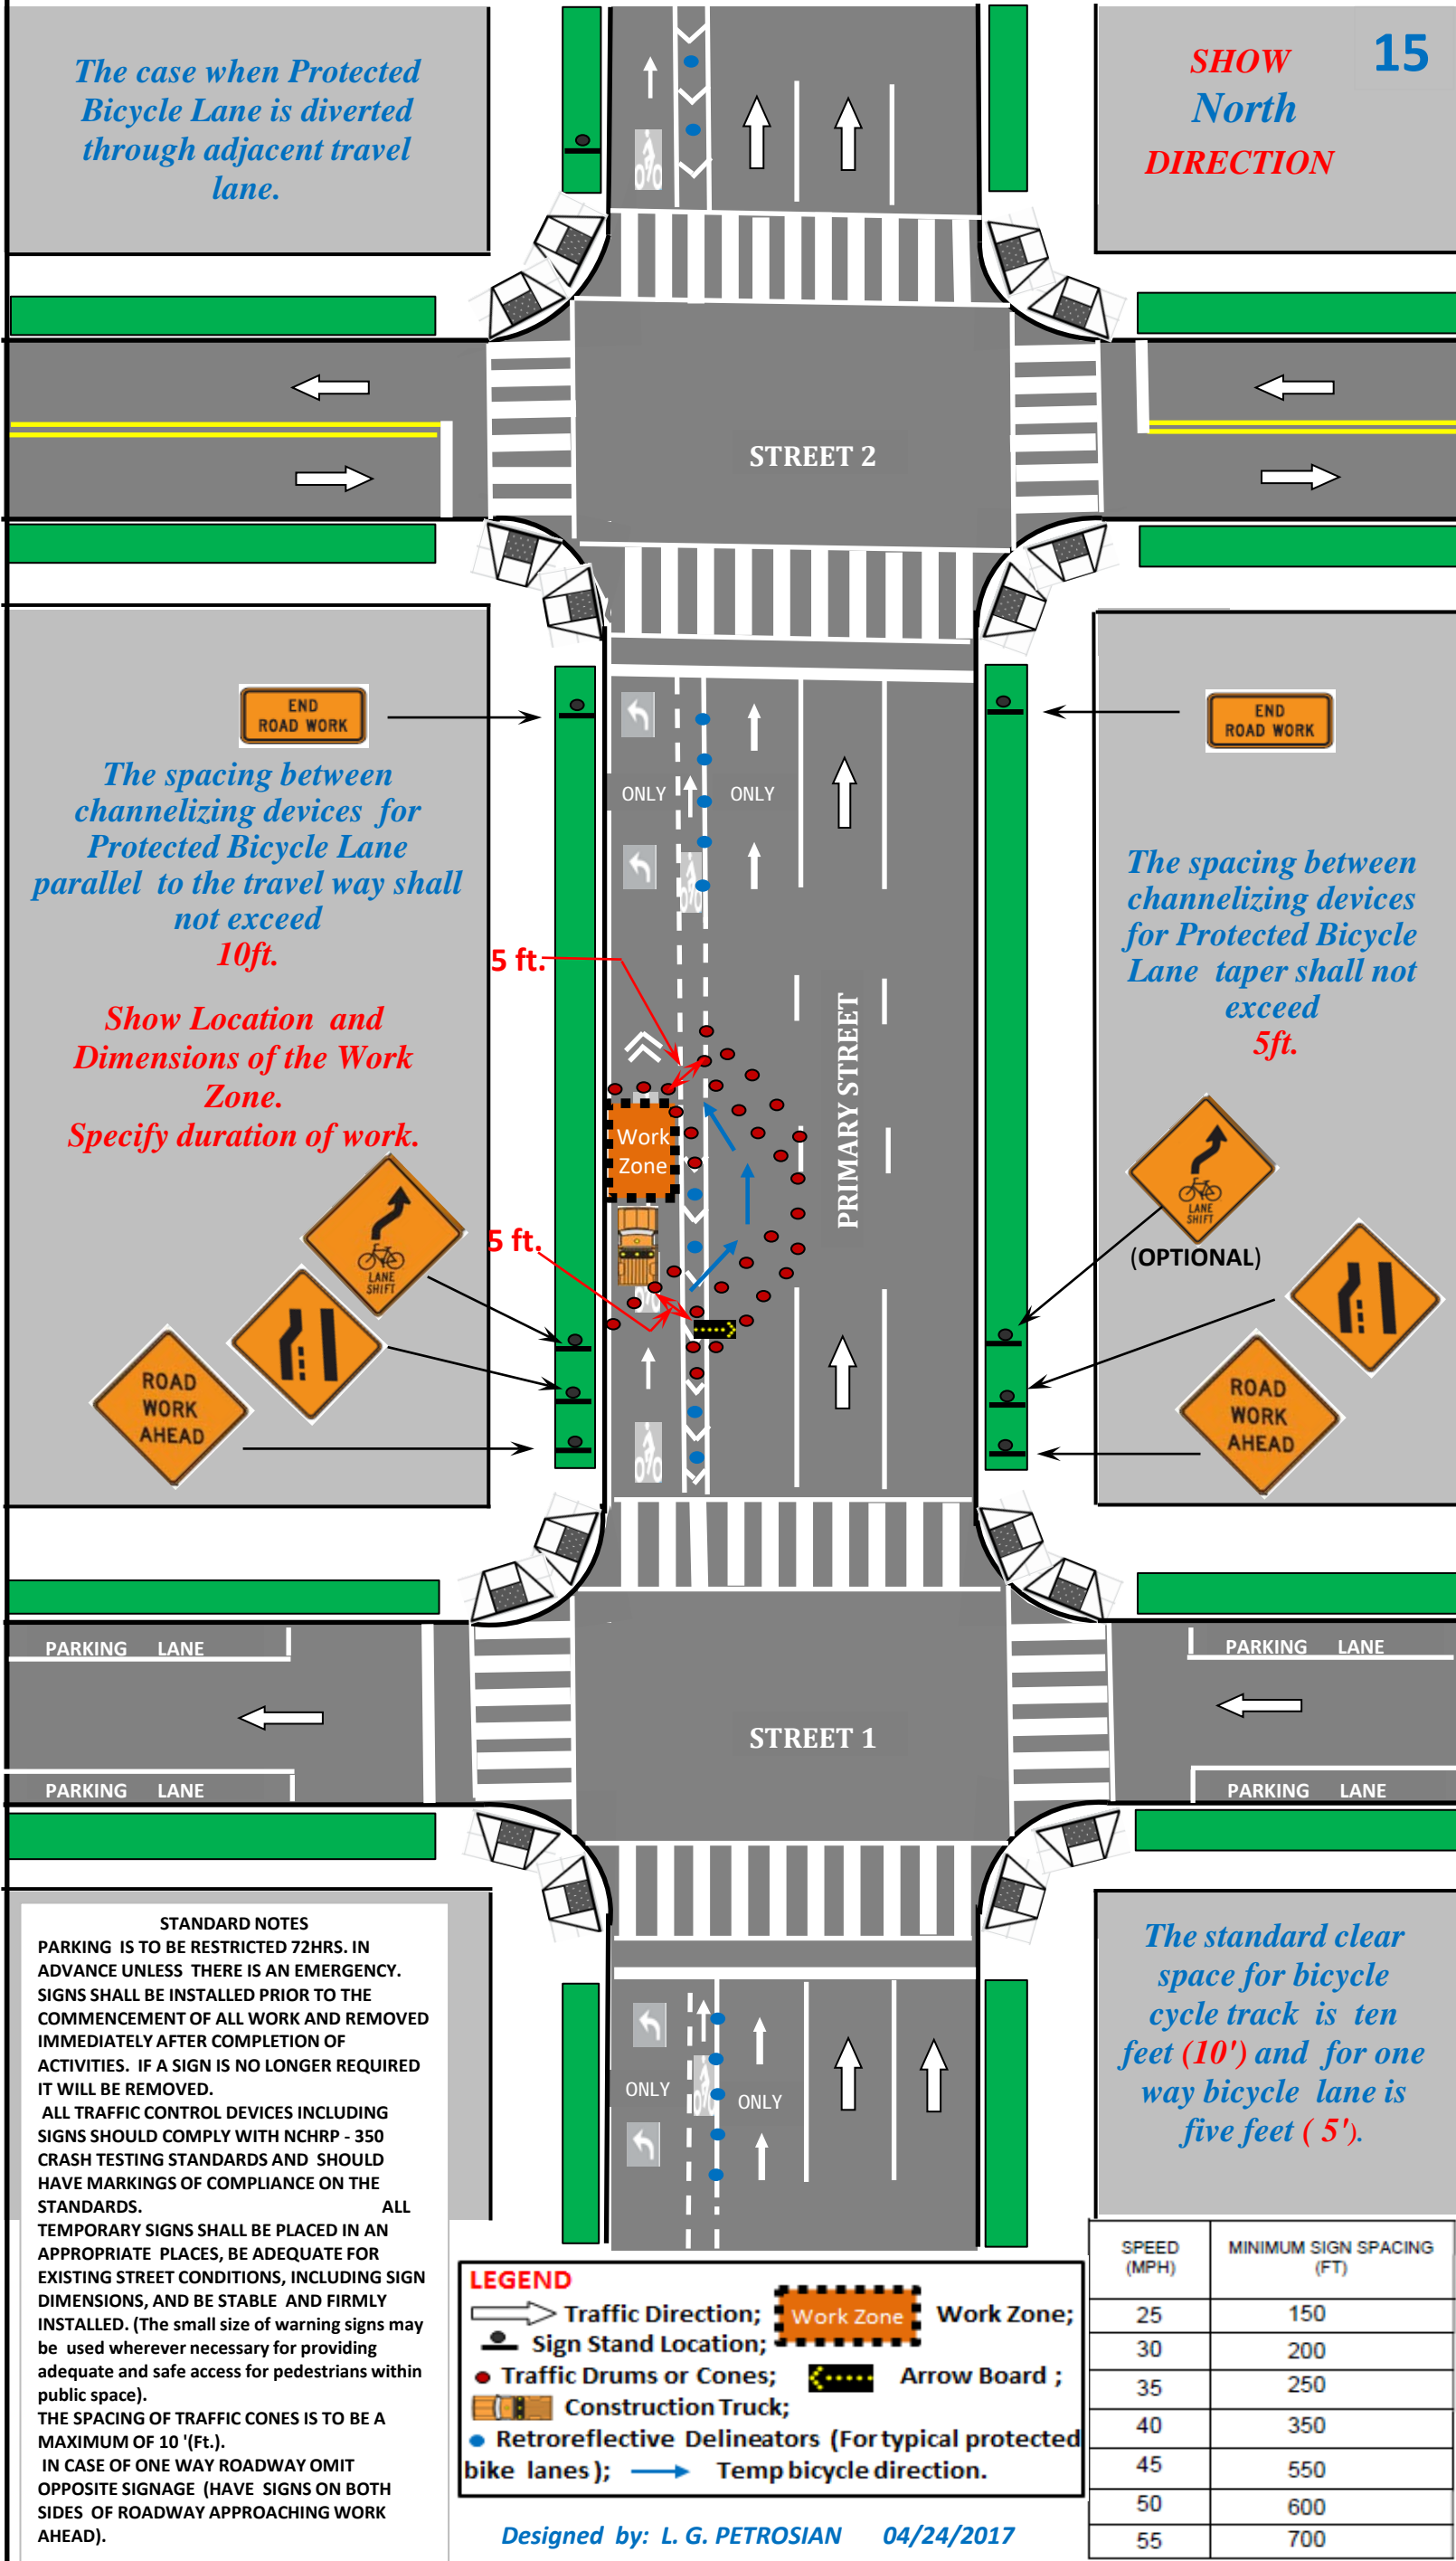 The case when Protected
Bicycle Lane is diverted
through adjacent travel
lane.
SHOW
North
DIRECTION
15
STREET 2
END
ROAD WORK
The spacing between
channelizing devices for
Protected Bicycle Lane
parallel to the travel way shall
not exceed
10ft.
Show Location and
Dimensions of the Work
Zone.
Specify duration of work.
LANE
SHIFT
ROAD
WORK
AHEAD
ONLY
ONLY
5 ft.
Work
Zone
5 ft.
PRIMARY STREET
END
ROAD WORK
The spacing between
channelizing devices
for Protected Bicycle
Lane taper shall not
exceed
5ft.
LANE
SHIFT
(OPTIONAL)
ROAD
WORK
AHEAD
PARKING LANE
PARKING LANE
STREET 1
PARKING LANE
PARKING LANE
STANDARD NOTES
PARKING IS TO BE RESTRICTED 72HRS. IN
ADVANCE UNLESS THERE IS AN EMERGENCY.
SIGNS SHALL BE INSTALLED PRIOR TO THE
COMMENCEMENT OF ALL WORK AND REMOVED
IMMEDIATELY AFTER COMPLETION OF
ACTIVITIES. IF A SIGN IS NO LONGER REQUIRED
IT WILL BE REMOVED.
ALL TRAFFIC CONTROL DEVICES INCLUDING
SIGNS SHOULD COMPLY WITH NCHRP - 350
CRASH TESTING STANDARDS AND SHOULD
HAVE MARKINGS OF COMPLIANCE ON THE
STANDARDS. ALL
TEMPORARY SIGNS SHALL BE PLACED IN AN
APPROPRIATE PLACES, BE ADEQUATE FOR
EXISTING STREET CONDITIONS, INCLUDING SIGN
DIMENSIONS, AND BE STABLE AND FIRMLY
INSTALLED. (The small size of warning signs may
be used wherever necessary for providing
adequate and safe access for pedestrians within
public space).
THE SPACING OF TRAFFIC CONES IS TO BE A
MAXIMUM OF 10 '(Ft.).
IN CASE OF ONE WAY ROADWAY OMIT
OPPOSITE SIGNAGE (HAVE SIGNS ON BOTH
SIDES OF ROADWAY APPROACHING WORK
AHEAD).
ONLY
ONLY
The standard clear
space for bicycle
cycle track is ten
feet (10') and for one
way bicycle lane is
five feet ( 5').
LEGEND
Traffic Direction; Work Zone Work Zone;
Sign Stand Location;
Traffic Drums or Cones; Arrow Board ;
Construction Truck;
Retroreflective Delineators (For typical protected
bike lanes ); Temp bicycle direction.
Designed by: L. G. PETROSIAN 04/24/2017
SPEED (MPH) MINIMUM SIGN SPACING (FT)
25 150
30 200
35 250
40 350
45 550
50 600
55 700